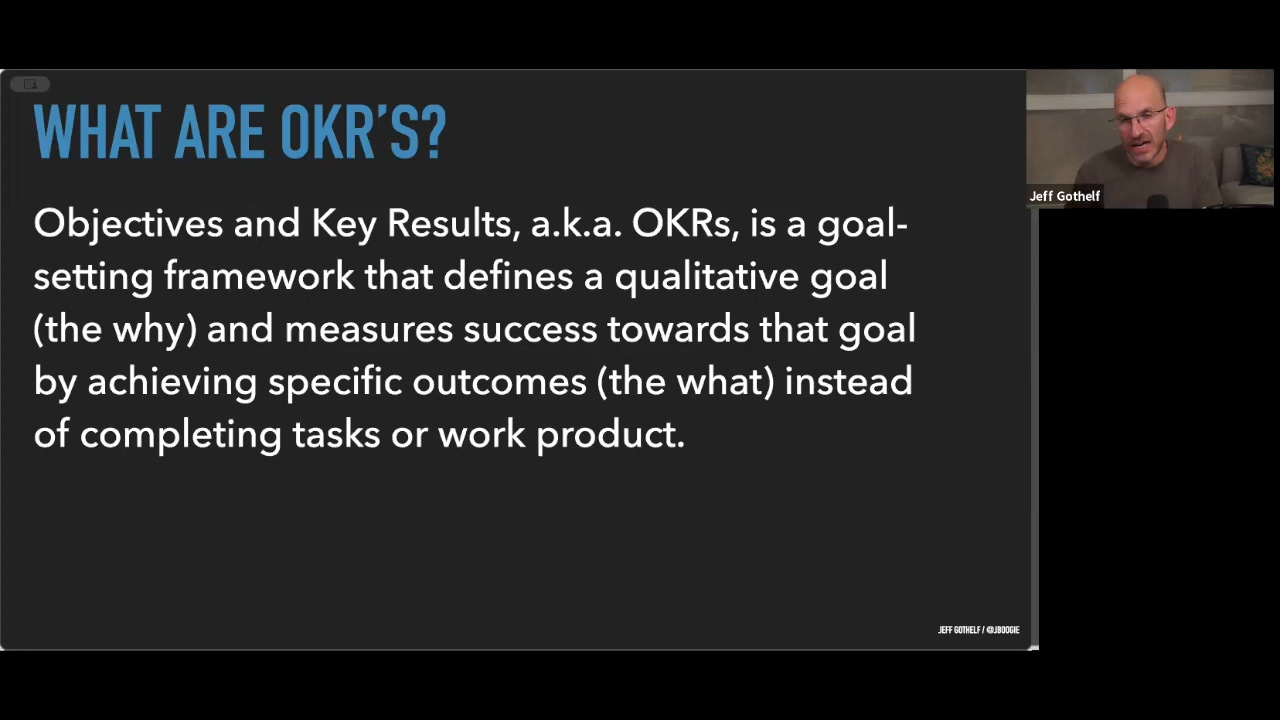 WHAT ARE OKR'S?
Objectives and Key Results, a.k.a. OKRs, is a goal-
setting framework that defines a qualitative goal
(the why) and measures success towards that goal
by achieving specific outcomes (the what) instead
of completing tasks or work product.
Jeff Gothelf
JEFF GOTHELF / @JBOOGIE